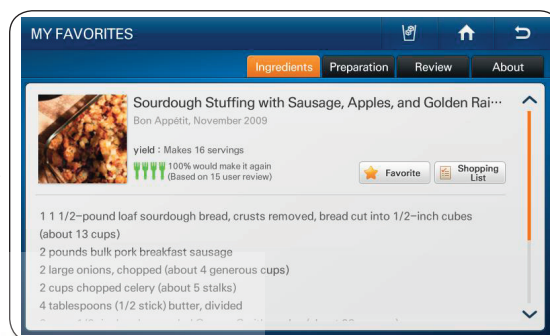 MY FAVORITES
Ingredients Preparation Review About
Sourdough Stuffing with Sausage, Apples, and Golden Rai···
Bon Appétit, November 2009
yield : Makes 16 servings
100% would make it again
(Based on 15 user review)
Favorite
Shopping
List
1 1 1/2-pound loaf sourdough bread, crusts removed, bread cut into 1/2-inch cubes
(about 13 cups)
2 pounds bulk pork breakfast sausage
2 large onions, chopped (about 4 generous cups)
2 cups chopped celery (about 5 stalks)
4 tablespoons (1/2 stick) butter, divided